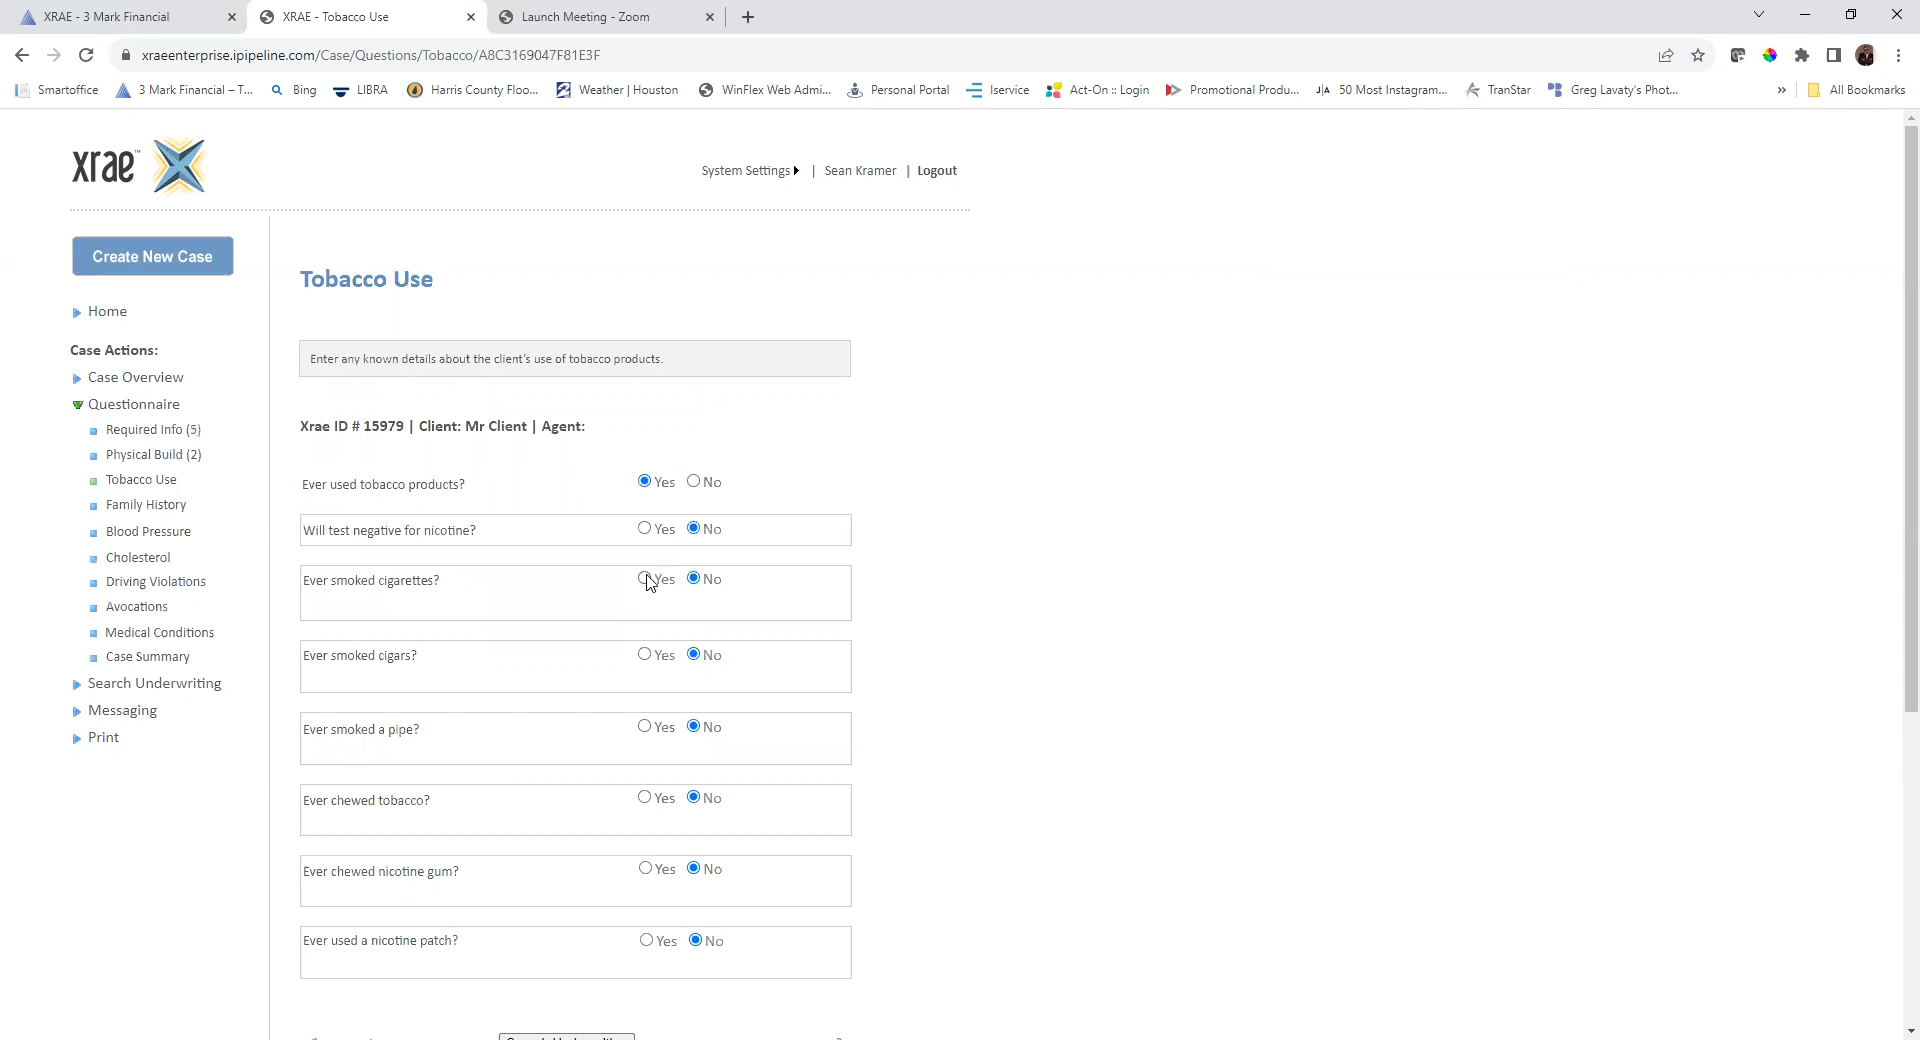 XRAE - 3 Mark Financial
XRAE - Tobacco Use
Launch Meeting - Zoom
xraeenterprise.ipipeline.com/Case/Questions/Tobacco/A8C3169047F81E3F
Smartoffice
3 Mark Financial – T...
Bing
LIBRA
Harris County Floo...
Weather | Houston
WinFlex Web Admi...
Personal Portal
Iservice
Act-On :: Login
Promotional Produ...
J|A 50 Most Instagram...
TranStar
Greg Lavaty's Phot...
»
All Bookmarks
xrae™
System Settings | Sean Kramer | Logout
Create New Case
Home
Case Actions:
Case Overview
Questionnaire
Required Info (5)
Physical Build (2)
Tobacco Use
Family History
Blood Pressure
Cholesterol
Driving Violations
Avocations
Medical Conditions
Case Summary
Search Underwriting
Messaging
Print
Tobacco Use
Enter any known details about the client's use of tobacco products.
Xrae ID # 15979 | Client: Mr Client | Agent:
Ever used tobacco products? Yes No
Will test negative for nicotine? Yes No
Ever smoked cigarettes? Yes No
Ever smoked cigars? Yes No
Ever smoked a pipe? Yes No
Ever chewed tobacco? Yes No
Ever chewed nicotine gum? Yes No
Ever used a nicotine patch? Yes No